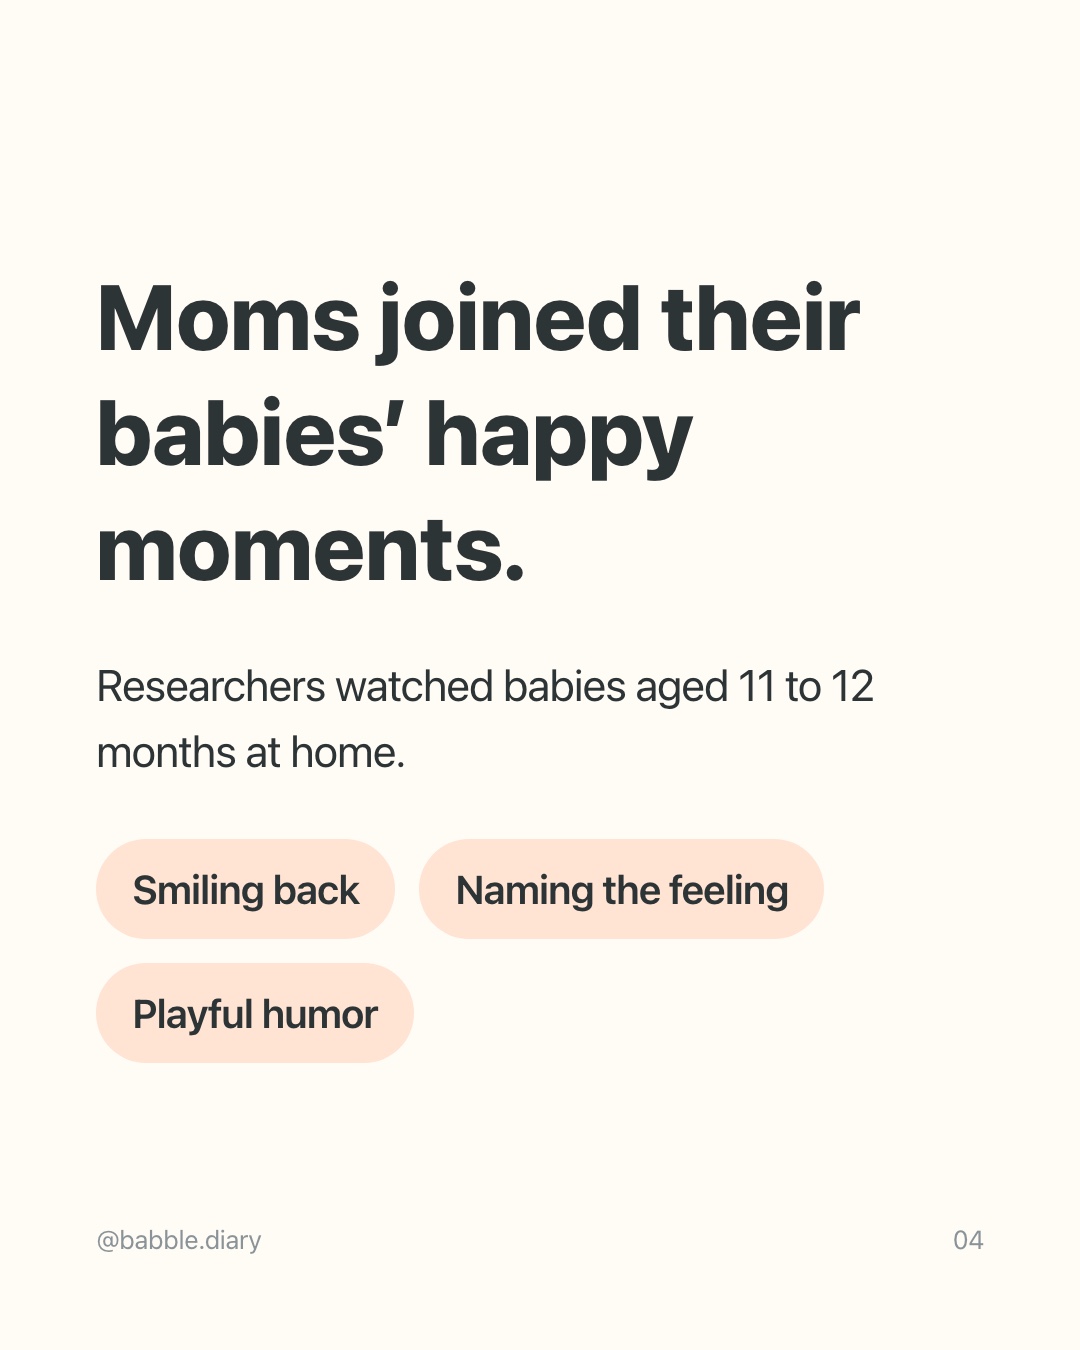 Moms joined their
babies’ happy
moments.
Researchers watched babies aged 11 to 12
months at home.
Smiling back
Naming the feeling
Playful humor
@babble.diary
04